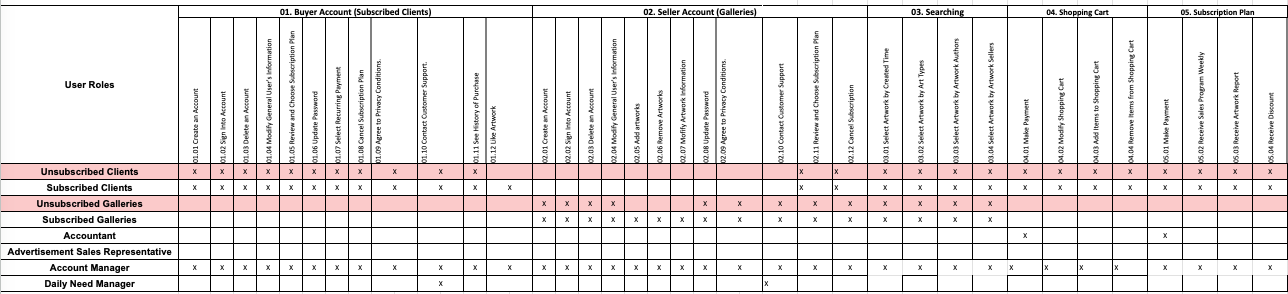 01. Buyer Account (Subscribed Clients) 02. Seller Account (Galleries) 03. Searching 04. Shopping Cart 05. Subscription Plan
User Roles
01.01 Create an Account
01.02 Sign Into Account
01.03 Delete an Account
01.04 Modify General User's Information
01.05 Review and Choose Subscription Plan
01.06 Update Password
01.07 Select Recurring Payment
01.08 Cancel Subscription Plan
01.09 Agree to Privacy Conditions.
01.10 Contact Customer Support.
01.11 See History of Purchase
01.12 Like Artwork
02.01 Create an Account
02.02 Sign Into Account
02.03 Delete an Account
02.04 Modify General User's Information
02.05 Add artworks
02.06 Remove Artworks
02.07 Motify Artwork Information
02.08 Update Password
02.09 Agree to Privacy Conditions.
02.10 Contact Customer Support
02.11 Review and Choose Subscription Plan
02.12 Cancel Subscription
03.01 Select Artwork by Created Time
03.02 Select Artwork by Art Types
03.03 Select Artwork by Artwork Authors
03.04 Select Artwork by Artwork Sellers
04.01 Make Payment
04.02 Modify Shopping Cart
04.03 Add Items to Shopping Cart
04.04 Remove Items from Shopping Cart
05.01 Make Payment
05.02 Receive Sales Program Weekly
05.03 Receive Artwork Report
05.04 Receive Discount
Unsubscribed Clients x x x x x x x x x x x x x x x x x x x x x x x x x
Subscribed Clients x x x x x x x x x x x x x x x x x x x x x x x x x x
Unsubscribed Galleries x x x x x x x x x x x x x x
Subscribed Galleries x x x x x x x x x x x x x x x x
Accountant x x
Advertisement Sales Representative
Account Manager x x x x x x x x x x x x x x x x x x x x x x x x x x x x x x x x x x x x
Daily Need Manager x x